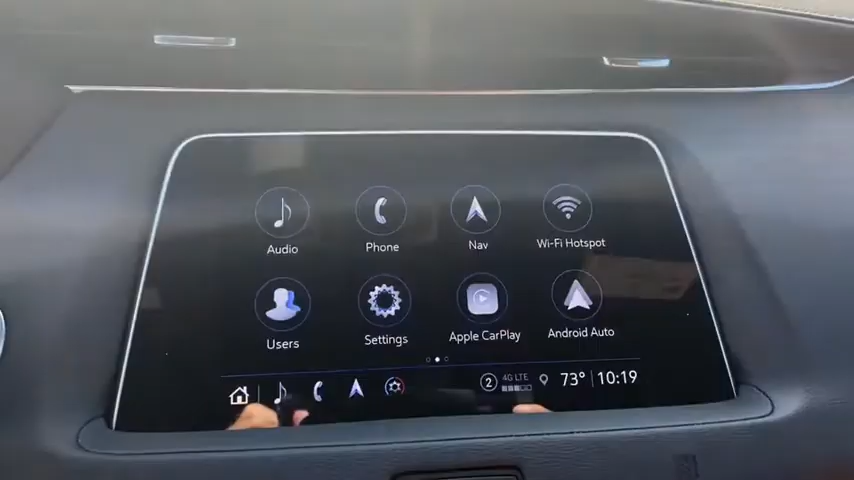 Audio Phone Nav Wi-Fi Hotspot
Users Settings Apple CarPlay Android Auto
2 4G LTE 73° 10:19